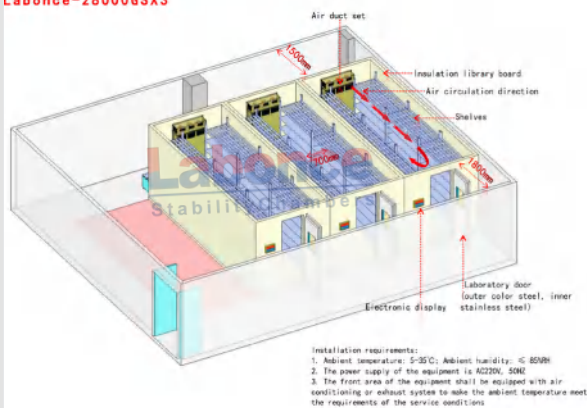 Labonce-28000GSX3
Air duct set
1500mm
Insulation library board
Air circulation direction
Shelves
700mm
1800mm
Labonce
Stability Chamber
Laboratory door
(outer color steel, inner
stainless steel)
Electronic display
Installation requirements:
1. Ambient temperature: 5~35℃; Ambient humidity: ≤ 85%RH
2. The power supply of the equipment is AC220V, 50HZ
3. The front area of the equipment shall be equipped with air
conditioning or exhaust system to make the ambient temperature meet
the requirements of the service conditions